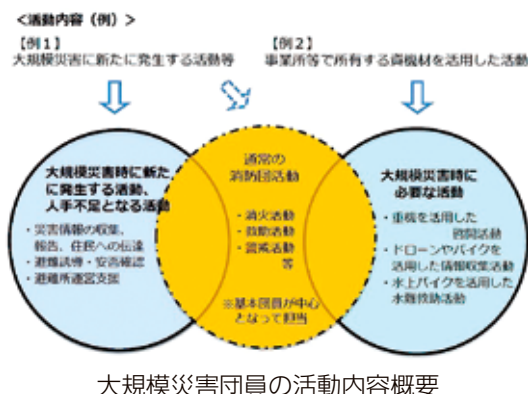 <活動内容（例）>
【例１】
大規模災害に新たに発生する活動等
【例２】
事業所等で所有する資機材を活用した活動
大規模災害時に新た
に発生する活動、
人手不足となる活動
・災害情報の収集、
報告、住民への伝達
・避難誘導・安否確認
・避難所運営支援
通常の
消防団活動
・消火活動
・救助活動
・警戒活動
等
※基本団員が中心
となって担当
大規模災害時に
必要な活動
・重機を活用した
道路啓開活動
・ドローンやバイクを
活用した情報収集活動
・水上バイクを活用した
水難救助活動
大規模災害団員の活動内容概要